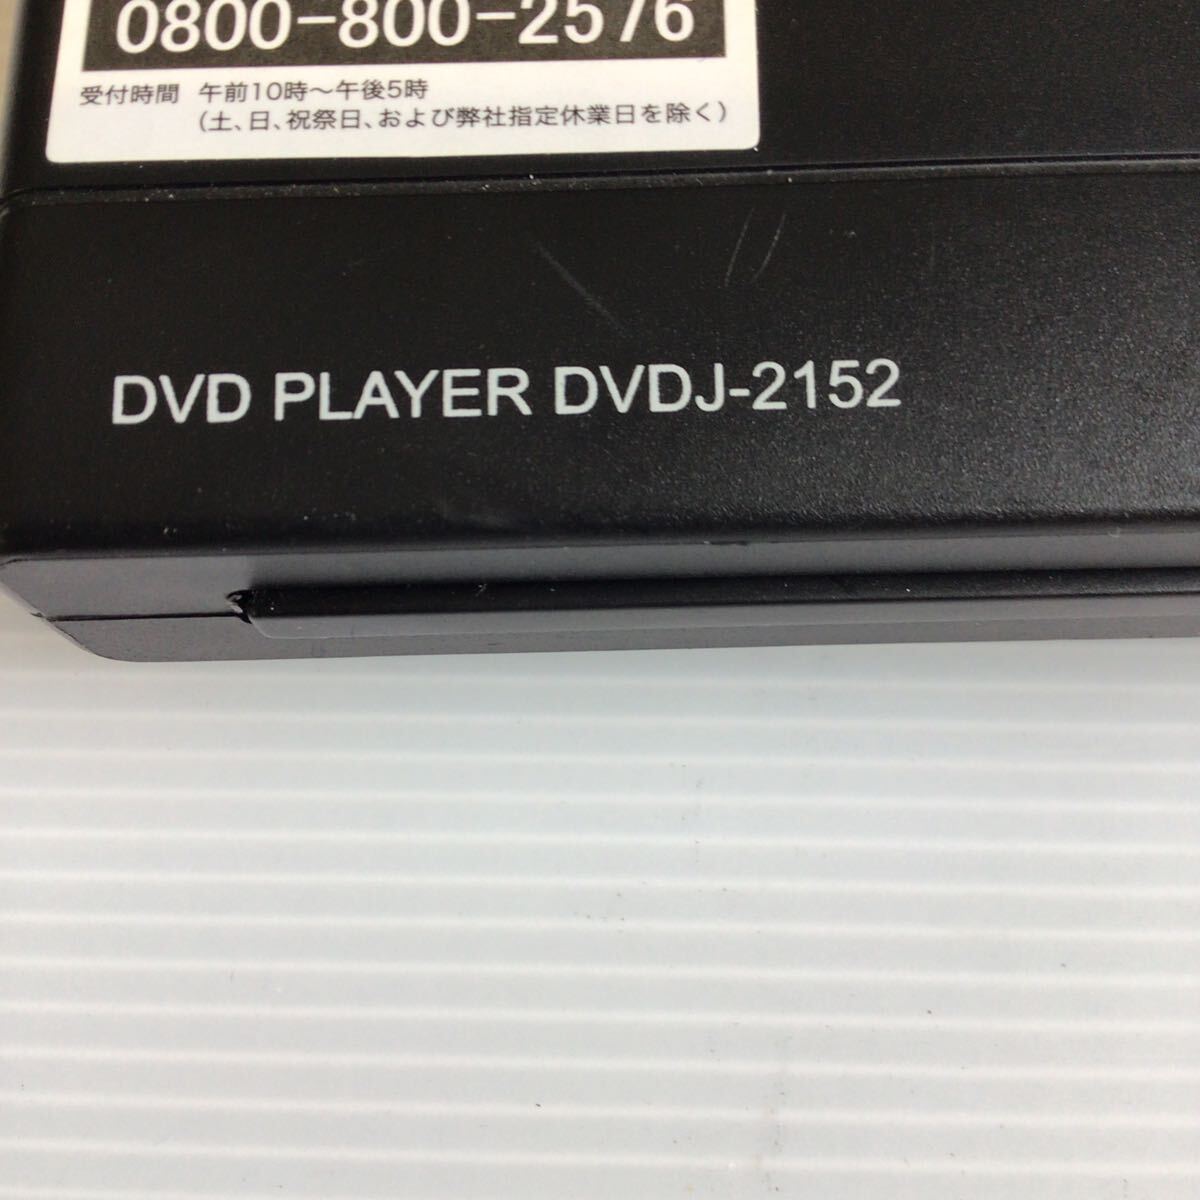 0800-800-2576
受付時間 午前10時～午後5時
(土、日、祝祭日、および弊社指定休業日を除く)
DVD PLAYER DVDJ-2152